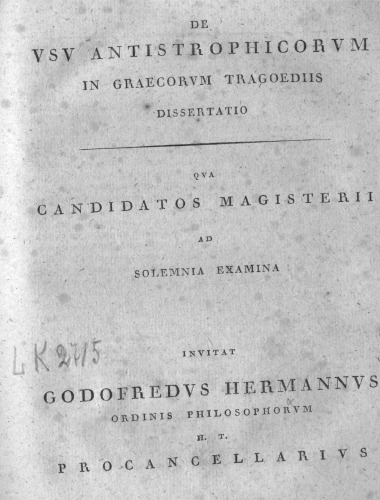 DE
VSV ANTISTROPHICORVM
IN GRAECORVM TRAGOEDIIS
DISSERTATIO
QVA
CANDIDATOS MAGISTERII
AD
SOLEMNIA EXAMINA
LK 2415
INVITAT
GODOFREDVS HERMANNVS
ORDINIS PHILOSOPHORVM
H. T.
PROCANCELLARIVS